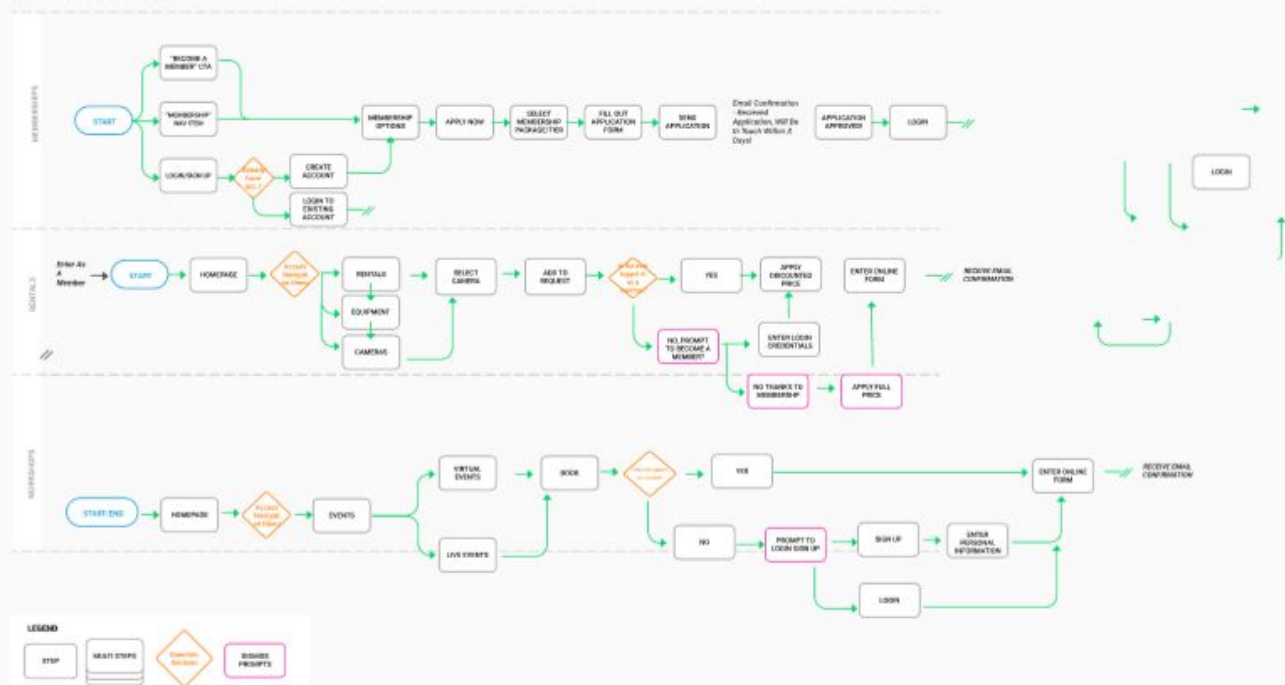 MEMBERSHIPS
START
"BECOME A
MEMBER" CTA
"MEMBERSHIP"
NAV ITEM
LOGIN/SIGN UP
Already
have
CREATE
ACCOUNT
LOGIN TO
EXISTING
ACCOUNT
MEMBERSHIP
OPTIONS
APPLY NOW
SELECT
MEMBERSHIP
PACKAGE/TIER
FILL OUT
APPLICATION
FORM
SEND
APPLICATION
Email Confirmation
- Received
Application, Will Be
In Touch Within X
Days!
APPLICATION
APPROVED!
LOGIN
LOGIN
RENTALS
Enter As
A
Member
START
HOMEPAGE
Access
RENTALS
EQUIPMENT
CAMERAS
SELECT
CAMERA
ADD TO
REQUEST
YES
APPLY
DISCOUNTED
PRICE
NO, PROMPT
TO BECOME A
MEMBER?
ENTER LOGIN
CREDENTIALS
NO THANKS TO
MEMBERSHIP
APPLY FULL
PRICE
ENTER ONLINE
FORM
RECEIVE EMAIL
CONFIRMATION
WORKSHOPS
START/END
HOMEPAGE
Access
EVENTS
VIRTUAL
EVENTS
LIVE EVENTS
BOOK
YES
NO
PROMPT TO
LOGIN SIGN UP
SIGN UP
ENTER
PERSONAL
INFORMATION
LOGIN
ENTER ONLINE
FORM
RECEIVE EMAIL
CONFIRMATION
LEGEND
STEP
MULTI STEPS
Decision
PROMPTS